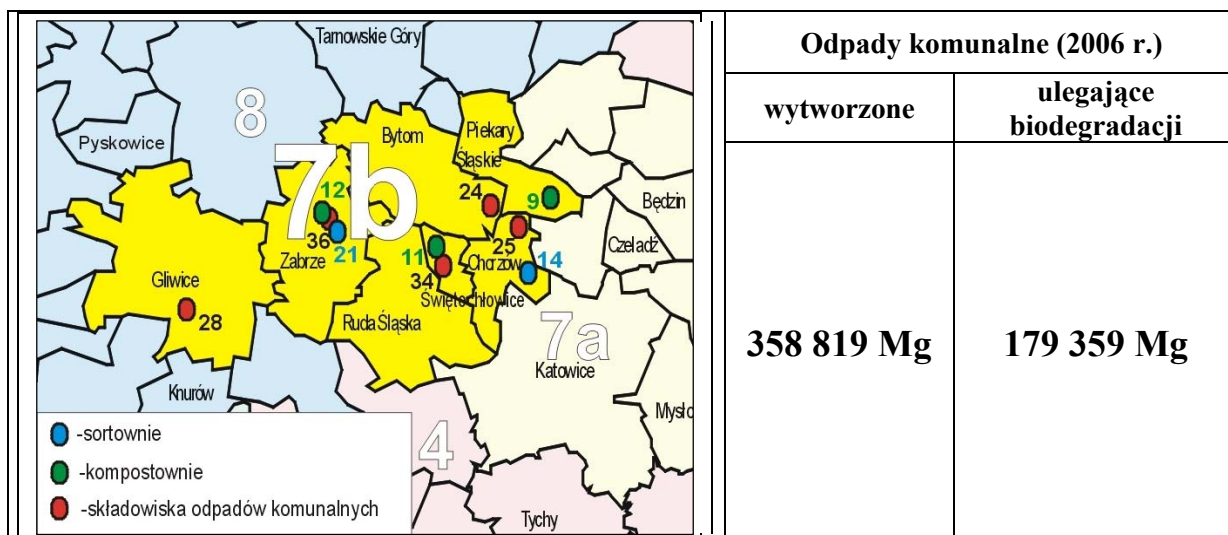 Tarnowskie Góry
8
Pyskowice
Bytom
Piekary
Śląskie
7b
12
24
9
Będzin
36
21
Zabrze
11
25
Czeladź
Chorzów
14
34
Gliwice
Świętochłowice
28
Ruda Śląska
7a
Katowice
Knurów
Mysło
4
Tychy
-sortownie
-kompostownie
-składowiska odpadów komunalnych
Odpady komunalne (2006 r.)
wytworzone
ulegające
biodegradacji
358 819 Mg
179 359 Mg